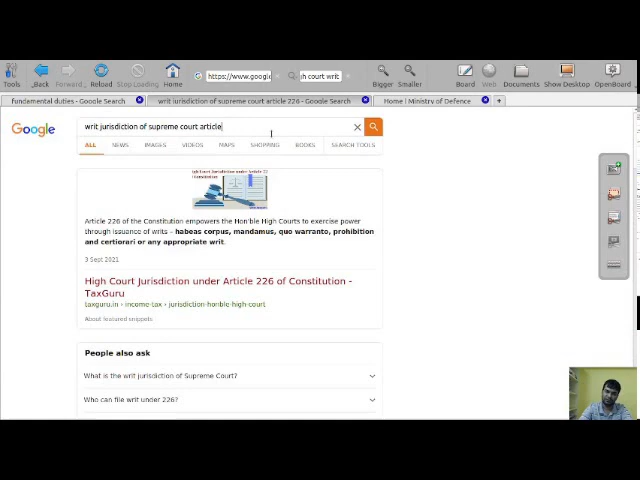 Tools Back Forward Reload Stop Loading Home https://www.google h court writ Bigger Smaller Board Web Documents Show Desktop OpenBoard
fundamental duties - Google Search
writ jurisdiction of supreme court article 226 - Google Search
Home | Ministry of Defence
Google
writ jurisdiction of supreme court article
ALL NEWS IMAGES VIDEOS MAPS SHOPPING BOOKS SEARCH TOOLS
Article 226 of the Constitution empowers the Hon'ble High Courts to exercise power
through issuance of writs – habeas corpus, mandamus, quo warranto, prohibition
and certiorari or any appropriate writ.
3 Sept 2021
High Court Jurisdiction under Article 226 of Constitution -
TaxGuru
taxguru.in › income-tax › jurisdiction-honble-high-court
About featured snippets
People also ask
What is the writ jurisdiction of Supreme Court?
Who can file writ under 226?